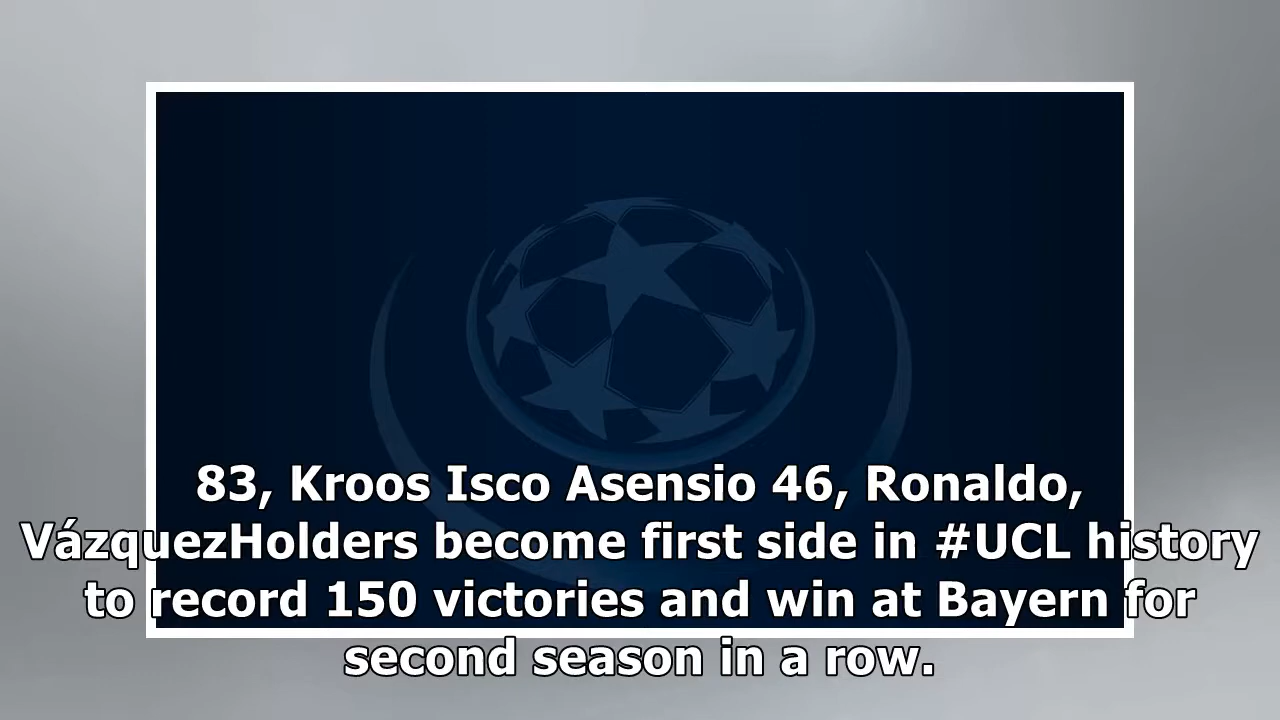 83, Kroos Isco Asensio 46, Ronaldo,
VázquezHolders become first side in #UCL history
to record 150 victories and win at Bayern for
second season in a row.